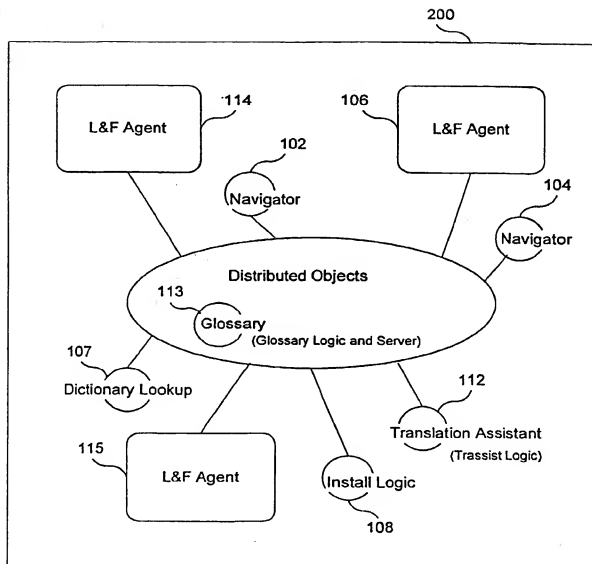 200
L&F Agent
114
106
L&F Agent
102
Navigator
104
Navigator
Distributed Objects
113
Glossary
(Glossary Logic and Server)
107
Dictionary Lookup
112
Translation Assistant
(Trassist Logic)
115
L&F Agent
Install Logic
108